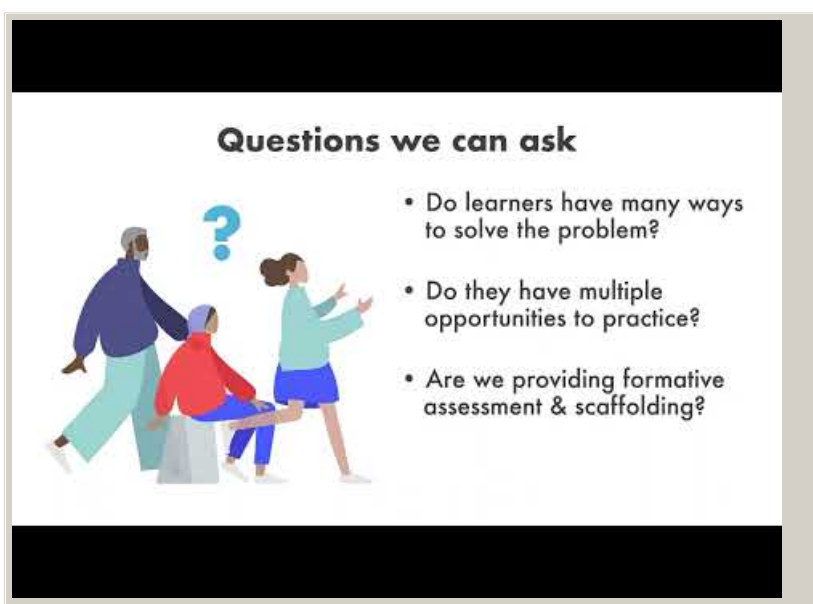 Questions we can ask
?
• Do learners have many ways
to solve the problem?
• Do they have multiple
opportunities to practice?
• Are we providing formative
assessment & scaffolding?